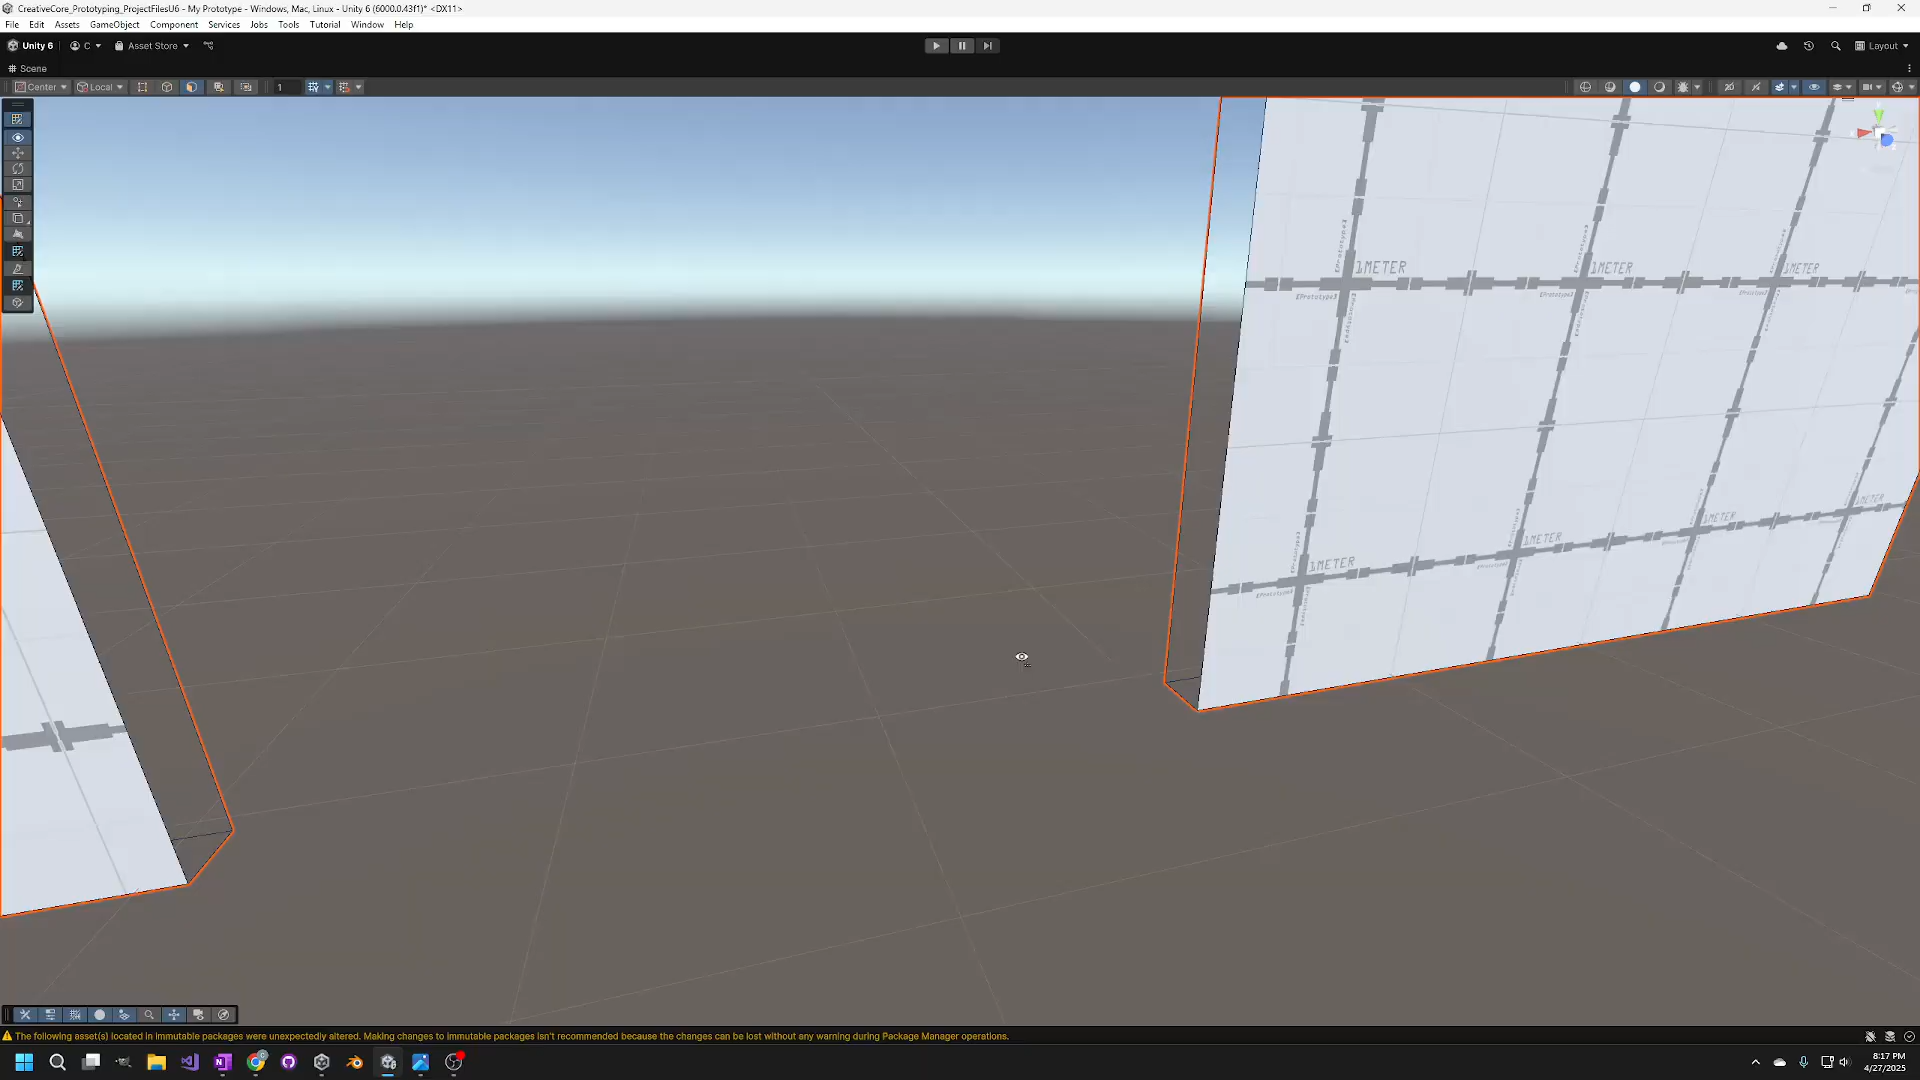 CreativeCore_Prototyping_ProjectFilesU6 - My Prototype - Windows, Mac, Linux - Unity 6 (6000.0.43f1)* <DX11>
File Edit Assets GameObject Component Services Jobs Tools Tutorial Window Help
Unity 6 C Asset Store Layout
Scene
Center Local 1
1METER 1METER 1METER
1METER
1METER
1METER
1METER
The following asset(s) located in immutable packages were unexpectedly altered. Making changes to immutable packages isn't recommended because the changes can be lost without any warning during Package Manager operations.
8:17 PM
4/27/2025